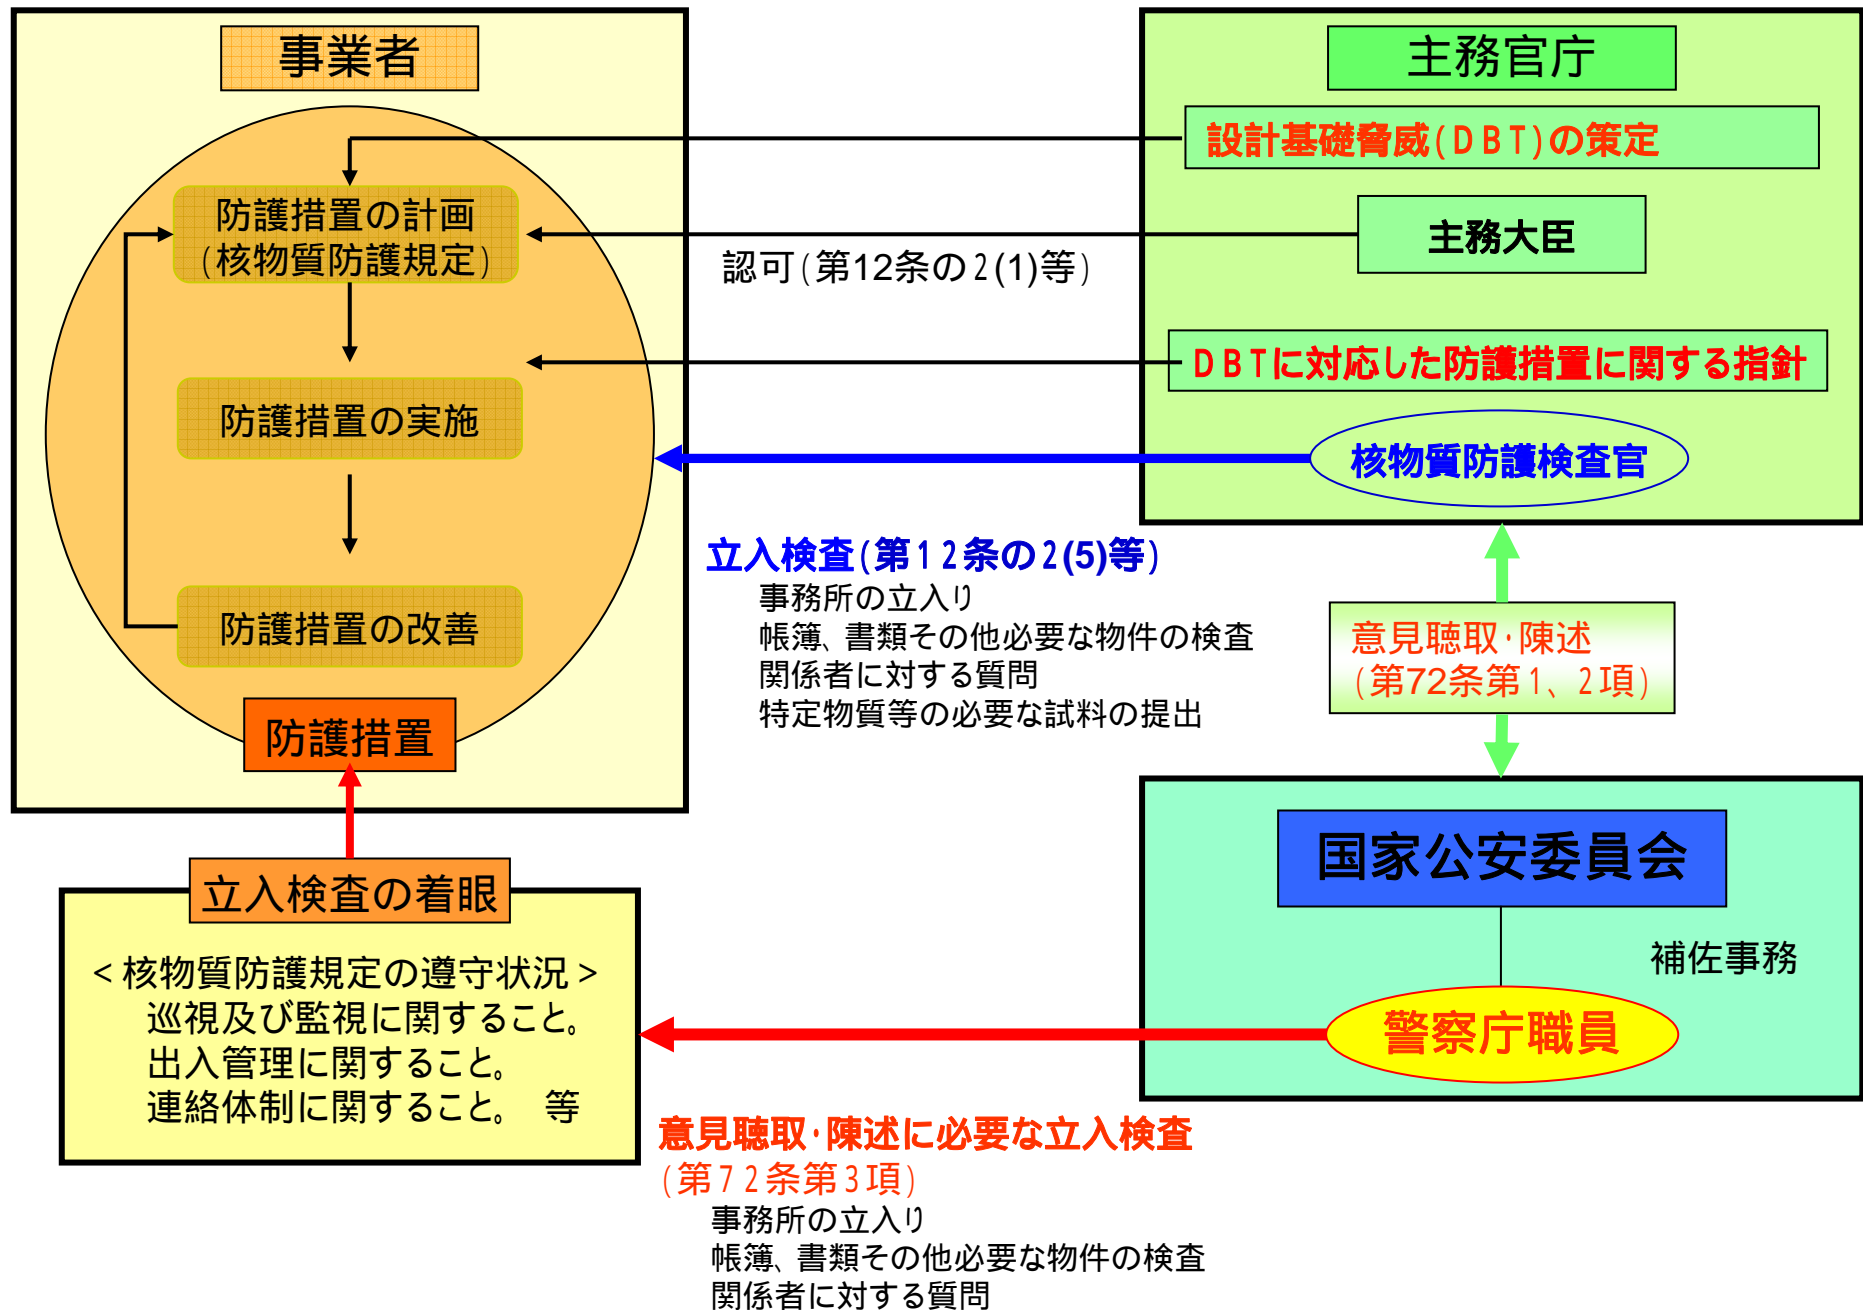 事業者
防護措置の計画
(核物質防護規定)
防護措置の実施
防護措置の改善
防護措置
主務官庁
設計基礎脅威(DBT)の策定
主務大臣
認可(第12条の2(1)等)
DBTに対応した防護措置に関する指針
核物質防護検査官
立入検査(第12条の2(5)等)
事務所の立入り
帳簿、書類その他必要な物件の検査
関係者に対する質問
特定物質等の必要な試料の提出
意見聴取・陳述
(第72条第1、2項)
国家公安委員会
補佐事務
警察庁職員
立入検査の着眼
<核物質防護規定の遵守状況>
巡視及び監視に関すること。
出入管理に関すること。
連絡体制に関すること。 等
意見聴取・陳述に必要な立入検査
(第72条第3項)
事務所の立入り
帳簿、書類その他必要な物件の検査
関係者に対する質問